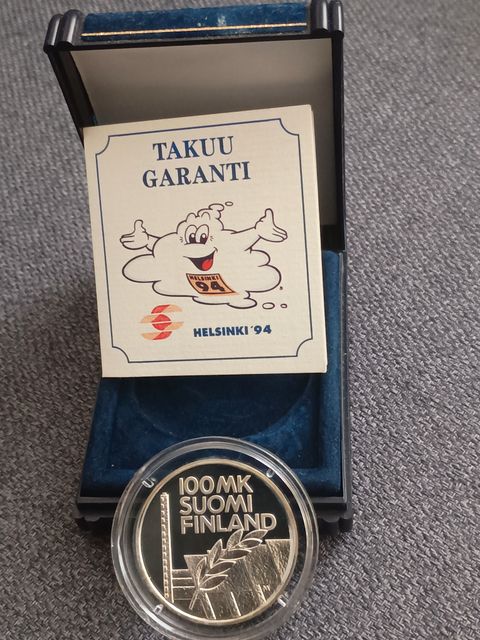 TAKUU
GARANTI
HELSINKI
94
HELSINKI '94
100 MK
SUOMI
FINLAND